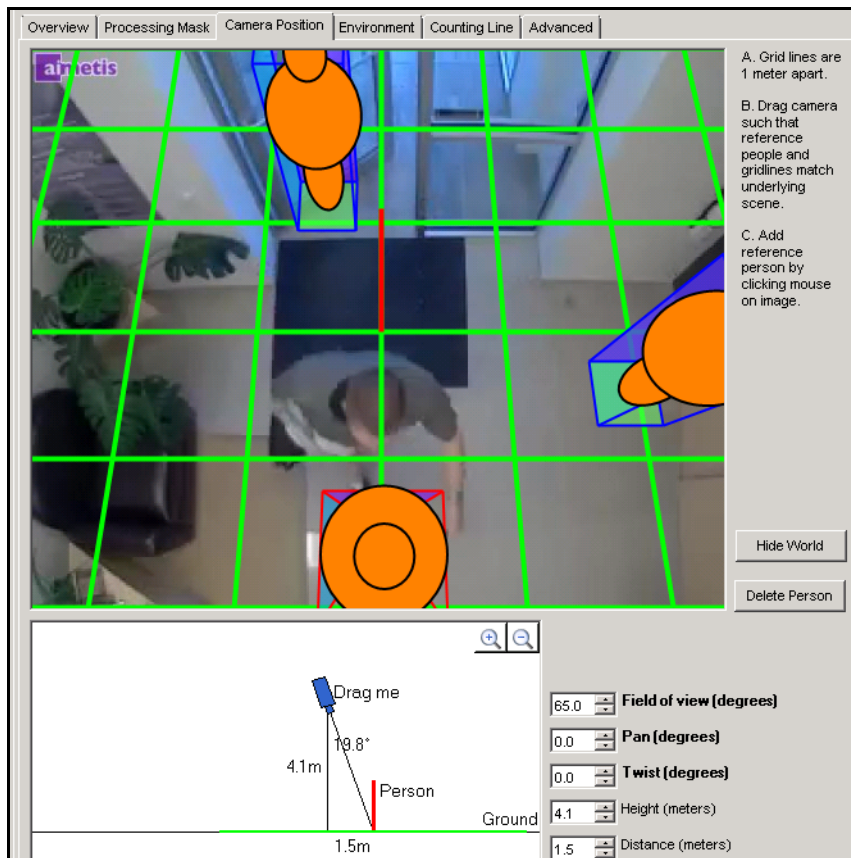 Overview
Processing Mask
Camera Position
Environment
Counting Line
Advanced
aimetis
A. Grid lines are
1 meter apart.
B. Drag camera
such that
reference
people and
gridlines match
underlying
scene.
C. Add
reference
person by
clicking mouse
on image.
Hide World
Delete Person
Drag me
19.8°
4.1m
Person
Ground
1.5m
65.0 Field of view (degrees)
0.0 Pan (degrees)
0.0 Twist (degrees)
4.1 Height (meters)
1.5 Distance (meters)